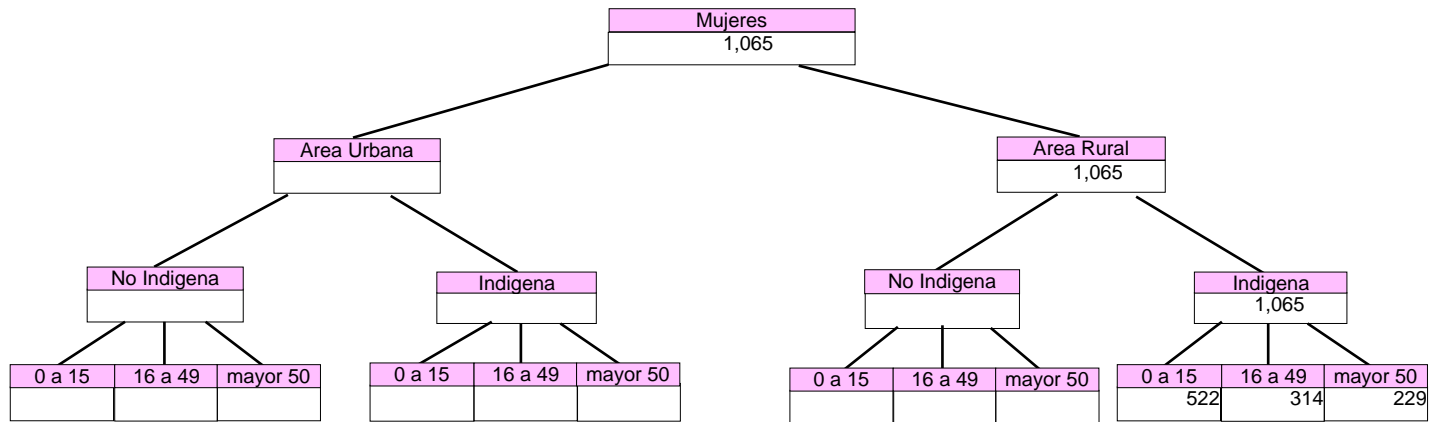 Mujeres
1,065
Area Urbana
Area Rural
1,065
No Indigena
Indigena
No Indigena
Indigena
1,065
0 a 15 16 a 49 mayor 50
0 a 15 16 a 49 mayor 50
0 a 15 16 a 49 mayor 50
0 a 15 16 a 49 mayor 50
522 314 229